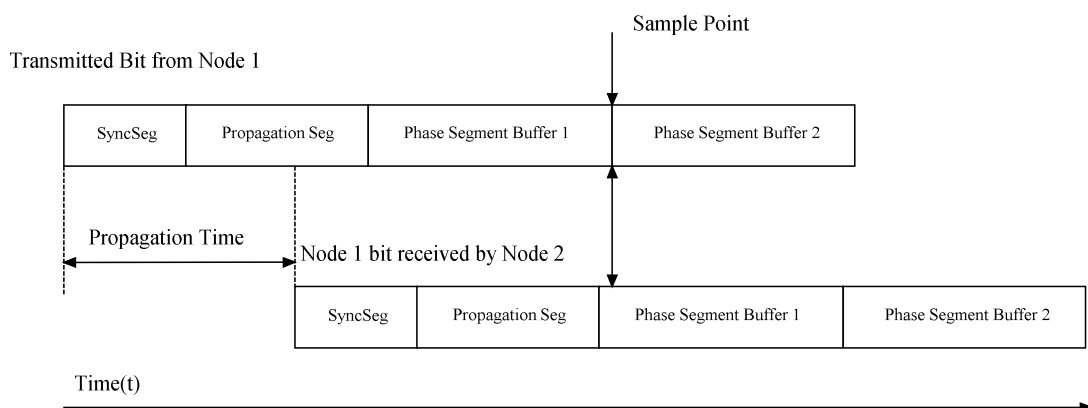 Sample Point
Transmitted Bit from Node 1
SyncSeg
Propagation Seg
Phase Segment Buffer 1
Phase Segment Buffer 2
Propagation Time
Node 1 bit received by Node 2
SyncSeg
Propagation Seg
Phase Segment Buffer 1
Phase Segment Buffer 2
Time(t)